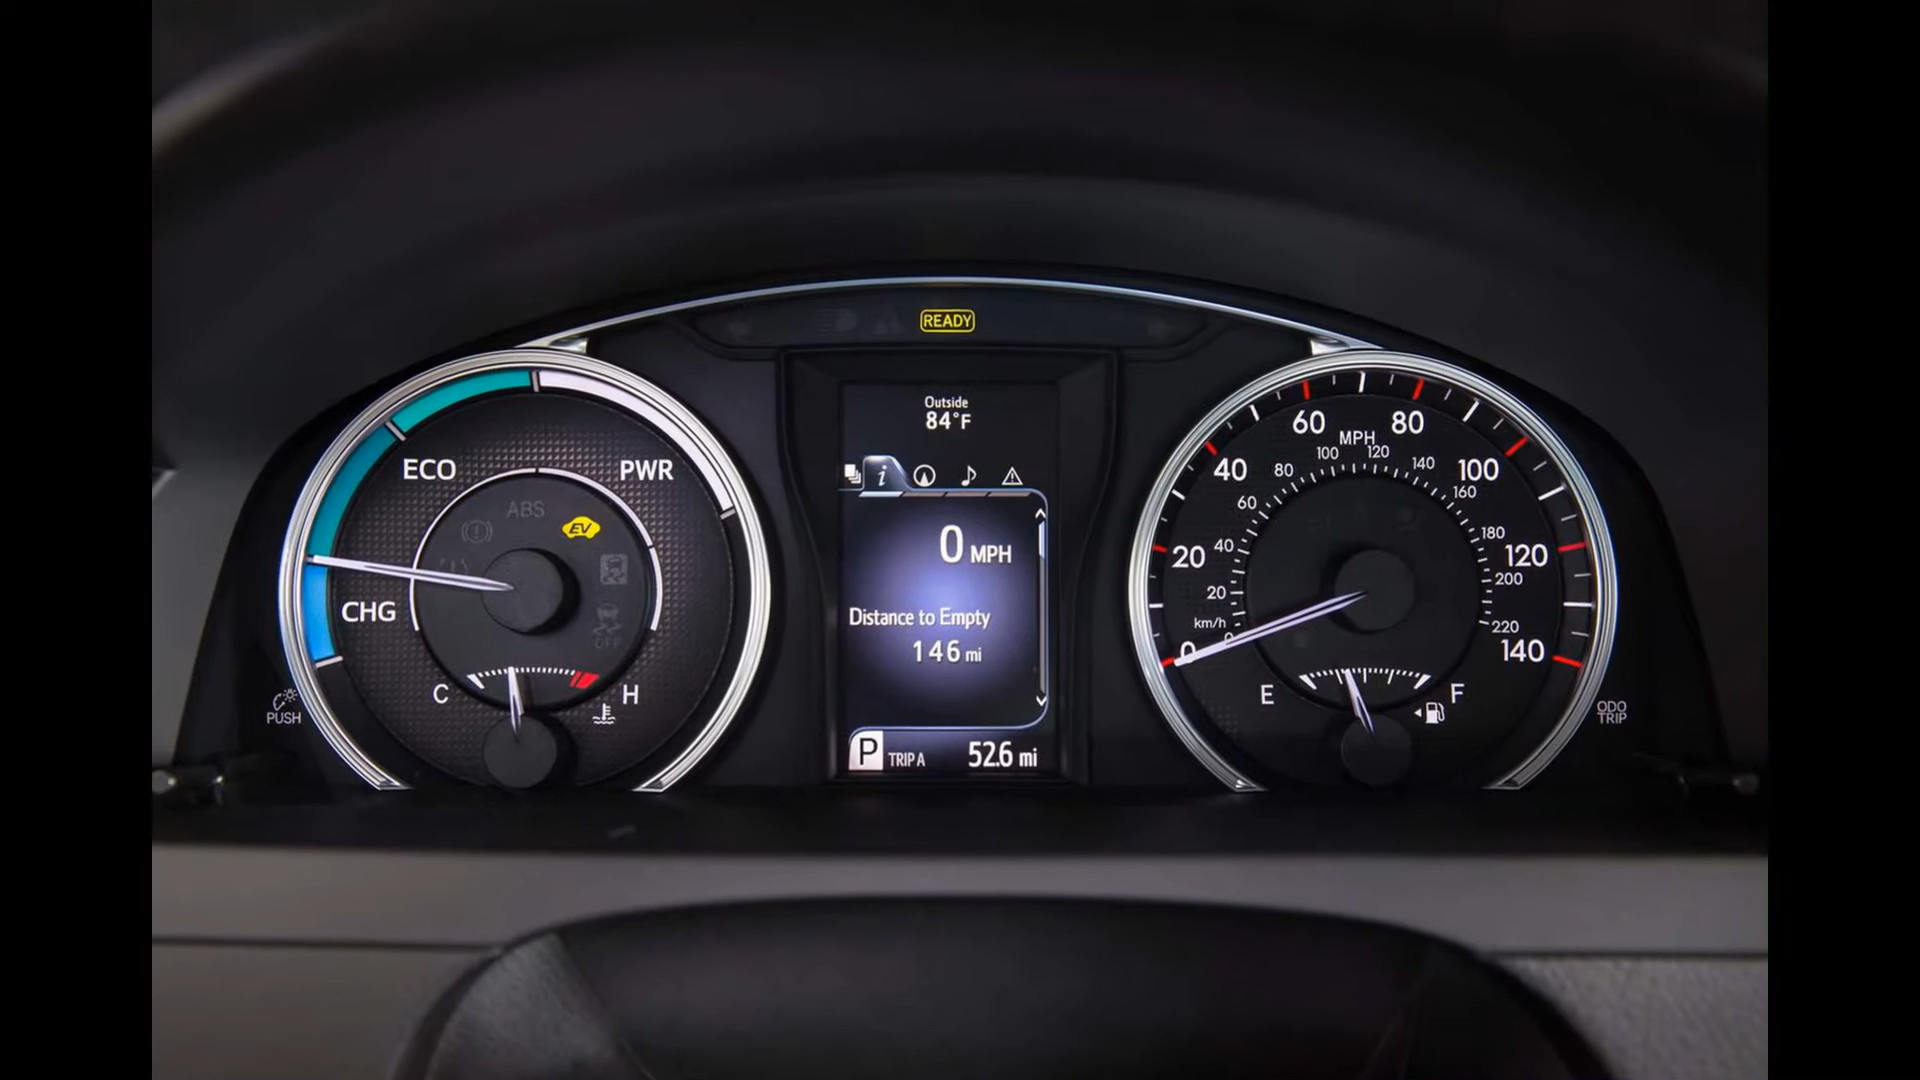 READY
Outside
84°F
i
0 MPH
Distance to Empty
146 mi
P TRIP A 52.6 mi
ECO
PWR
CHG
ABS
EV
OFF
C
H
PUSH
MPH
0
20
40
60
80
100
120
140
km/h
0
20
40
60
80
100
120
140
160
180
200
220
E
F
ODO
TRIP